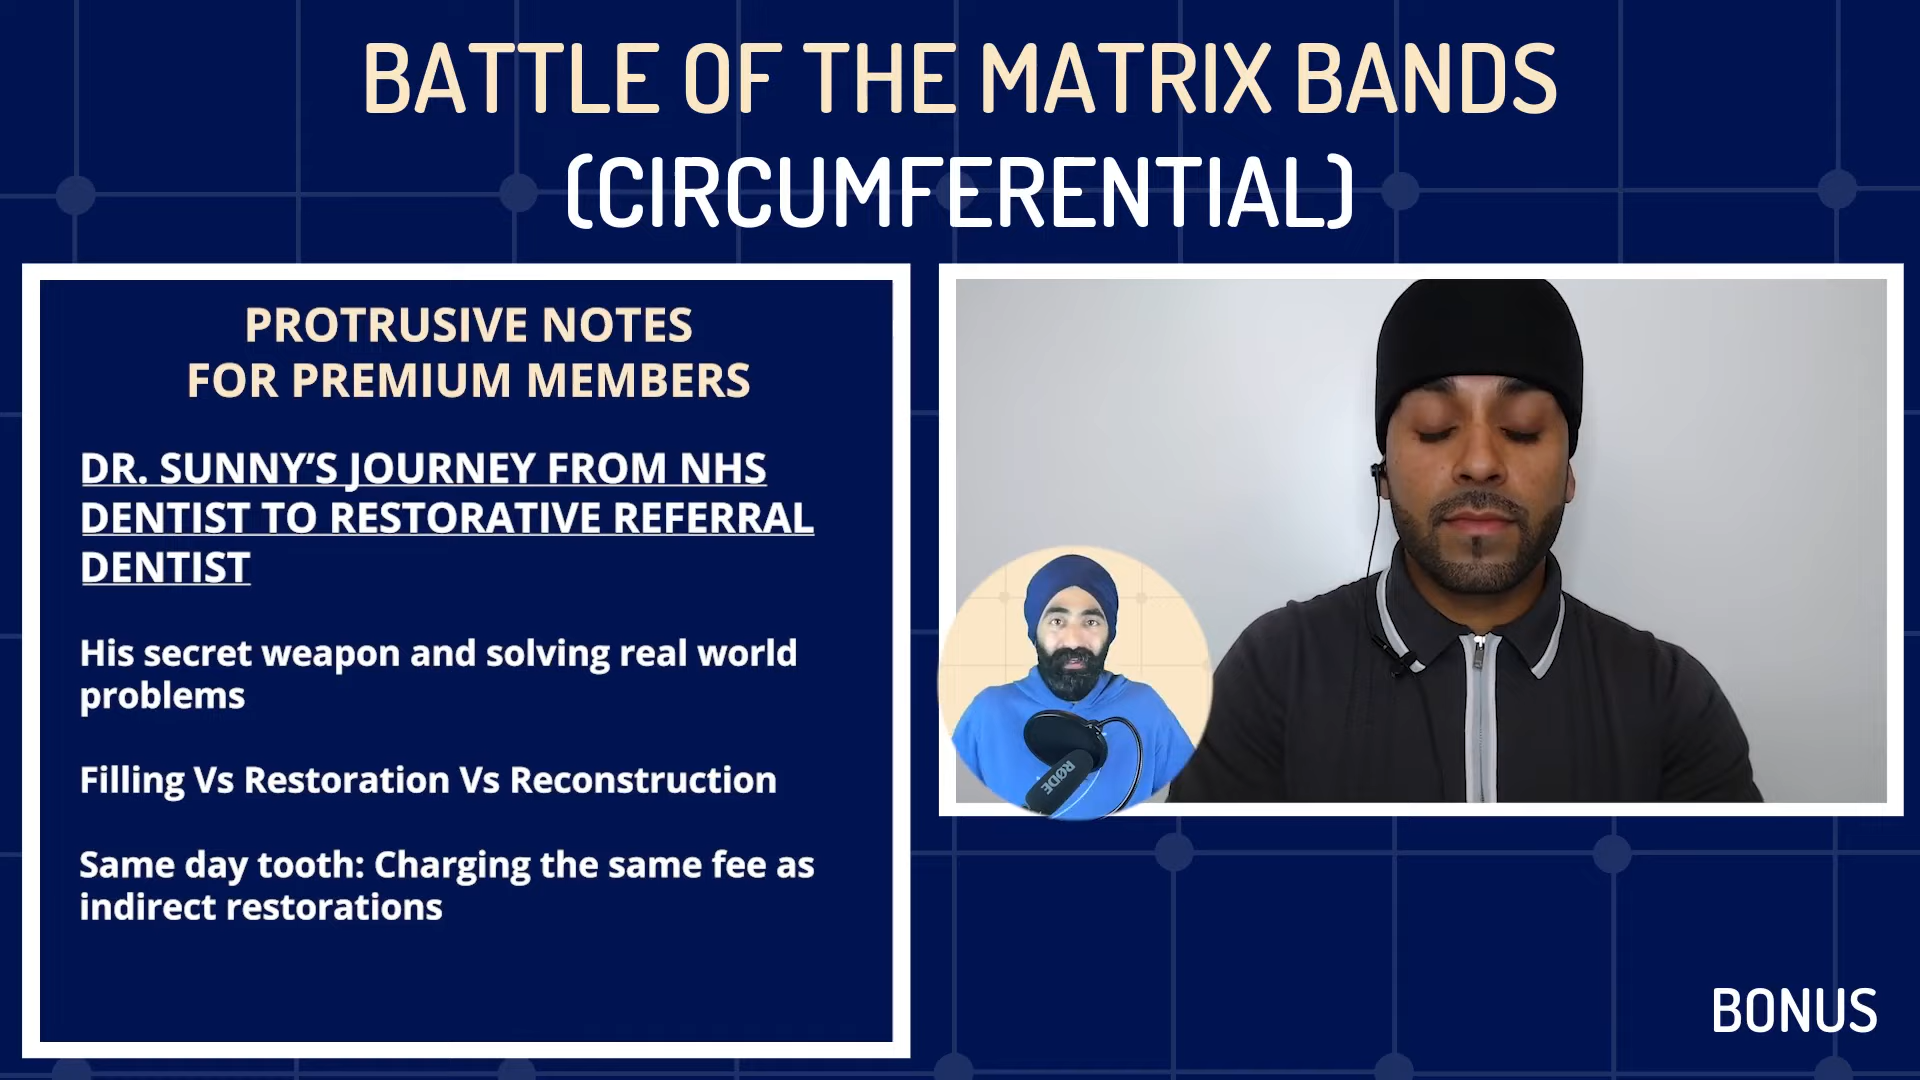 BATTLE OF THE MATRIX BANDS
(CIRCUMFERENTIAL)
PROTRUSIVE NOTES
FOR PREMIUM MEMBERS
DR. SUNNY’S JOURNEY FROM NHS
DENTIST TO RESTORATIVE REFERRAL
DENTIST
His secret weapon and solving real world
problems
Filling Vs Restoration Vs Reconstruction
Same day tooth: Charging the same fee as
indirect restorations
RØDE
BONUS